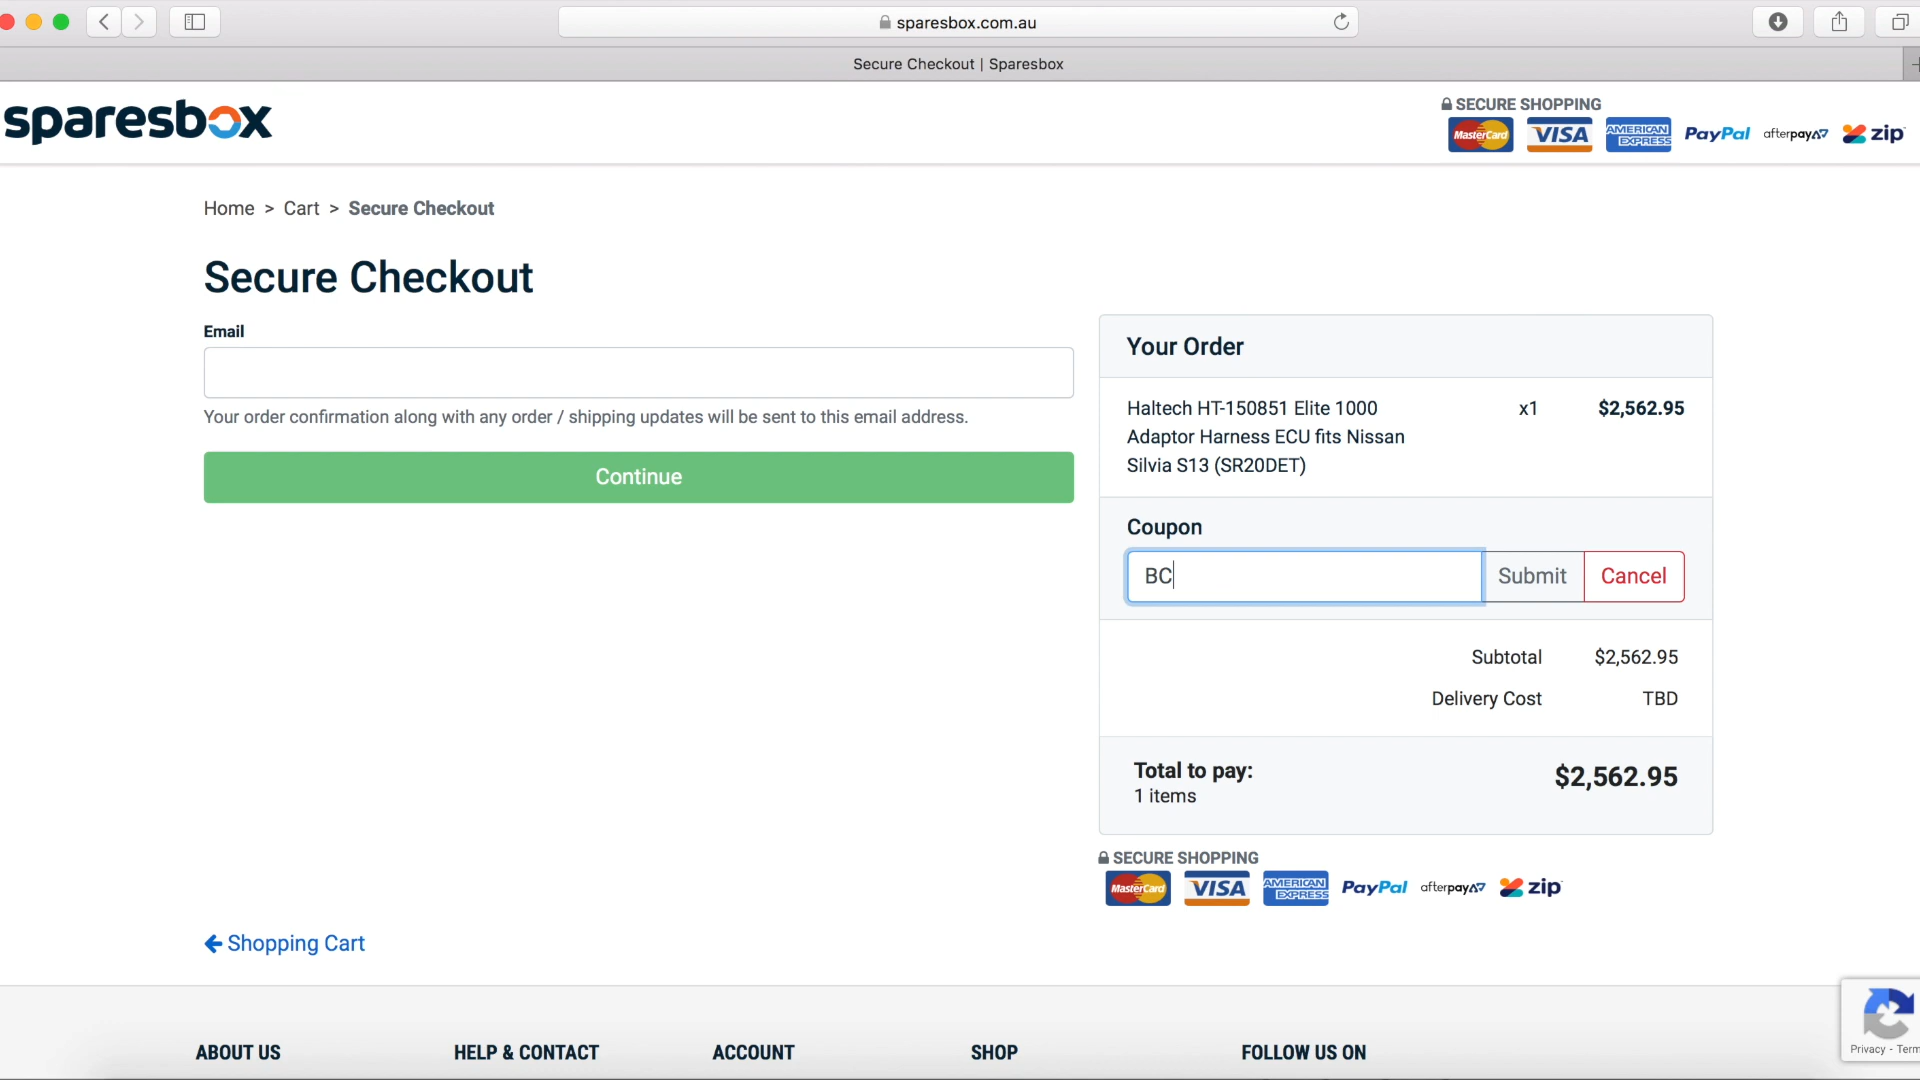 sparesbox.com.au
Secure Checkout | Sparesbox
sparesbox
SECURE SHOPPING
MasterCard VISA AMERICAN EXPRESS PayPal afterpay zip
Home > Cart > Secure Checkout
Secure Checkout
Email
Your order confirmation along with any order / shipping updates will be sent to this email address.
Continue
Your Order
Haltech HT-150851 Elite 1000 x1 $2,562.95
Adaptor Harness ECU fits Nissan
Silvia S13 (SR20DET)
Coupon
BC Submit Cancel
Subtotal $2,562.95
Delivery Cost TBD
Total to pay: $2,562.95
1 items
SECURE SHOPPING
MasterCard VISA AMERICAN EXPRESS PayPal afterpay zip
Shopping Cart
Privacy - Term
ABOUT US HELP & CONTACT ACCOUNT SHOP FOLLOW US ON